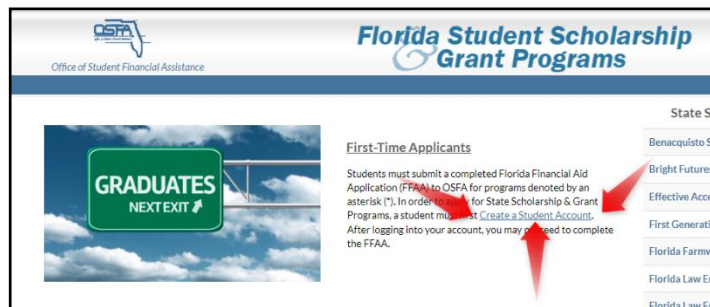 OSFA
Office of Student Financial Assistance
Florida Student Scholarship
& Grant Programs
GRADUATES
NEXT EXIT
First-Time Applicants
Students must submit a completed Florida Financial Aid
Application (FFAA) to OSFA for programs denoted by an
asterisk (*). In order to apply for State Scholarship & Grant
Programs, a student must first Create a Student Account.
After logging into your account, you may proceed to complete
the FFAA.
State S
Benacquisto S
Bright Future
Effective Acce
First Generati
Florida Farmw
Florida Law E
Florida Law E